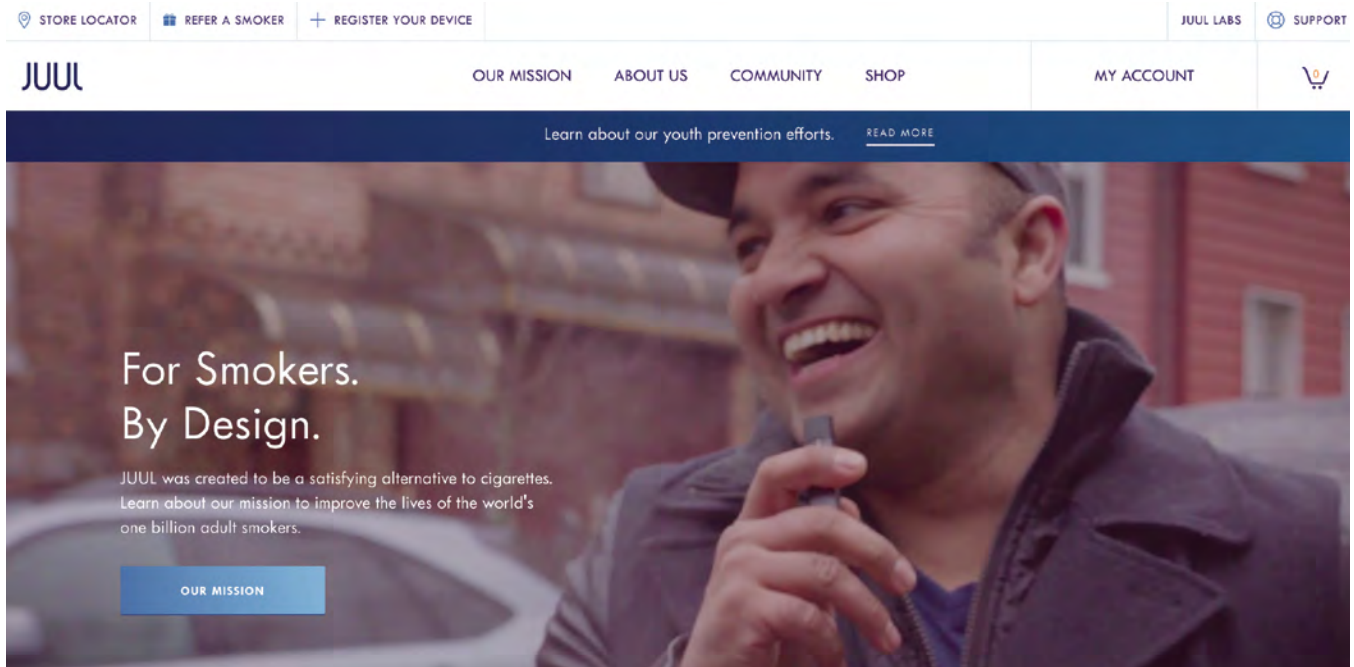 STORE LOCATOR
REFER A SMOKER
REGISTER YOUR DEVICE
JUUL LABS
SUPPORT
JUUL
OUR MISSION
ABOUT US
COMMUNITY
SHOP
MY ACCOUNT
0
Learn about our youth prevention efforts.
READ MORE
For Smokers.
By Design.
JUUL was created to be a satisfying alternative to cigarettes.
Learn about our mission to improve the lives of the world's
one billion adult smokers.
OUR MISSION